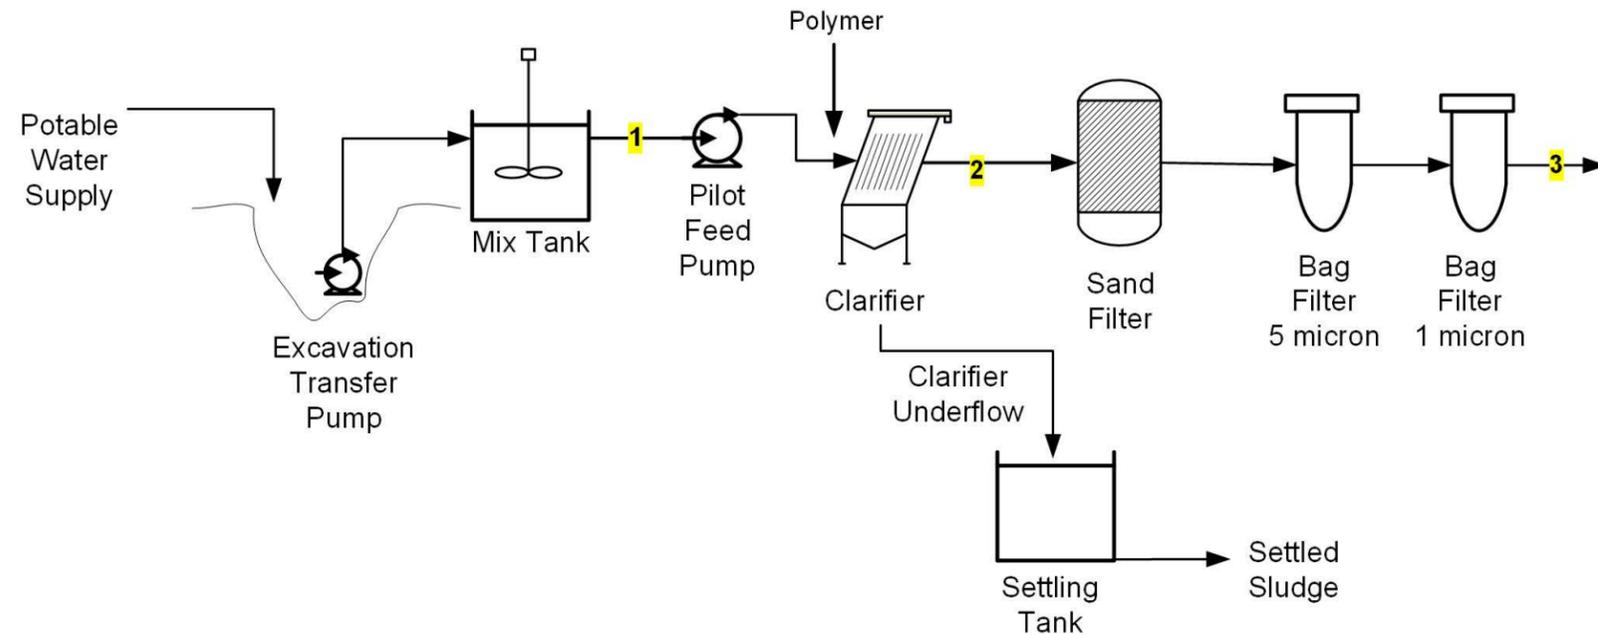 Polymer
Potable
Water
Supply
1
2
3
Mix Tank
Pilot
Feed
Pump
Clarifier
Sand
Filter
Bag
Filter
5 micron
Bag
Filter
1 micron
Excavation
Transfer
Pump
Clarifier
Underflow
Settling
Tank
Settled
Sludge